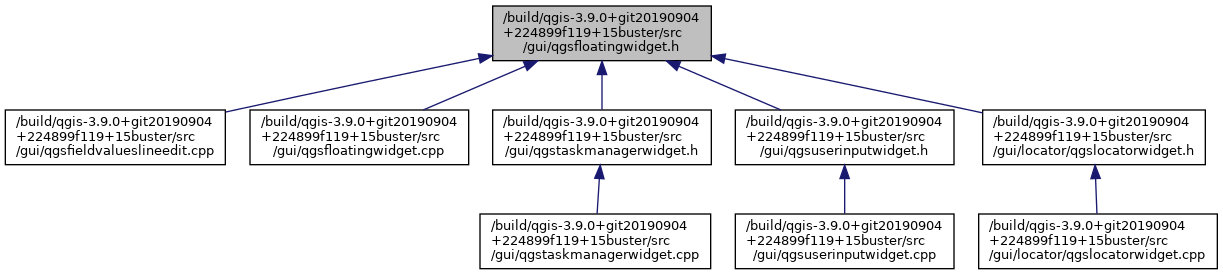 /build/qgis-3.9.0+git20190904
+224899f119+15buster/src
/gui/qgsfloatingwidget.h
/build/qgis-3.9.0+git20190904
+224899f119+15buster/src
/gui/qgsfieldvalueslineedit.cpp
/build/qgis-3.9.0+git20190904
+224899f119+15buster/src
/gui/qgsfloatingwidget.cpp
/build/qgis-3.9.0+git20190904
+224899f119+15buster/src
/gui/qgstaskmanagerwidget.h
/build/qgis-3.9.0+git20190904
+224899f119+15buster/src
/gui/qgsuserinputwidget.h
/build/qgis-3.9.0+git20190904
+224899f119+15buster/src
/gui/locator/qgslocatorwidget.h
/build/qgis-3.9.0+git20190904
+224899f119+15buster/src
/gui/qgstaskmanagerwidget.cpp
/build/qgis-3.9.0+git20190904
+224899f119+15buster/src
/gui/qgsuserinputwidget.cpp
/build/qgis-3.9.0+git20190904
+224899f119+15buster/src
/gui/locator/qgslocatorwidget.cpp